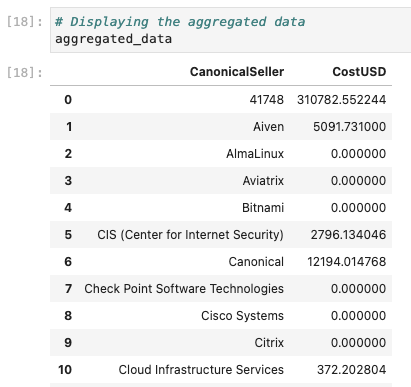 [18]: # Displaying the aggregated data
aggregated_data
[18]: CanonicalSeller CostUSD
0 41748 310782.552244
1 Aiven 5091.731000
2 AlmaLinux 0.000000
3 Aviatrix 0.000000
4 Bitnami 0.000000
5 CIS (Center for Internet Security) 2796.134046
6 Canonical 12194.014768
7 Check Point Software Technologies 0.000000
8 Cisco Systems 0.000000
9 Citrix 0.000000
10 Cloud Infrastructure Services 372.202804